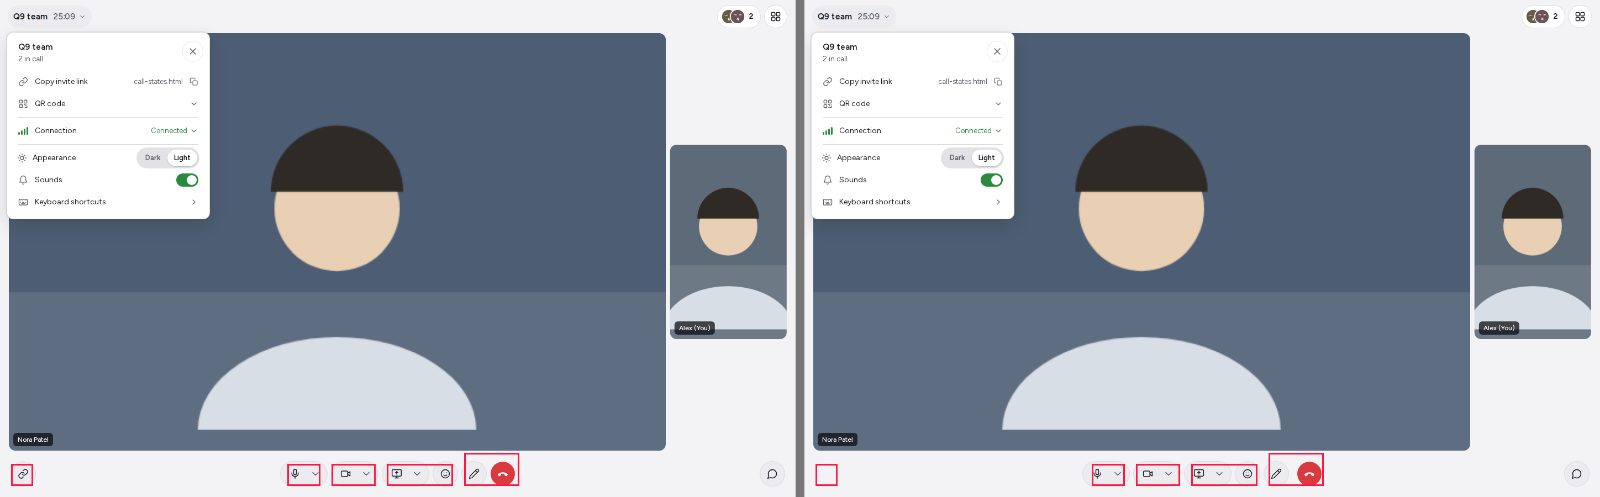 Q9 team 25:09
2
Q9 team
2 in call
Copy invite link call-states.html
QR code
Connection Connected
Appearance Dark Light
Sounds
Keyboard shortcuts
Alex (You)
Nora Patel
Q9 team 25:09
2
Q9 team
2 in call
Copy invite link call-states.html
QR code
Connection Connected
Appearance Dark Light
Sounds
Keyboard shortcuts
Alex (You)
Nora Patel